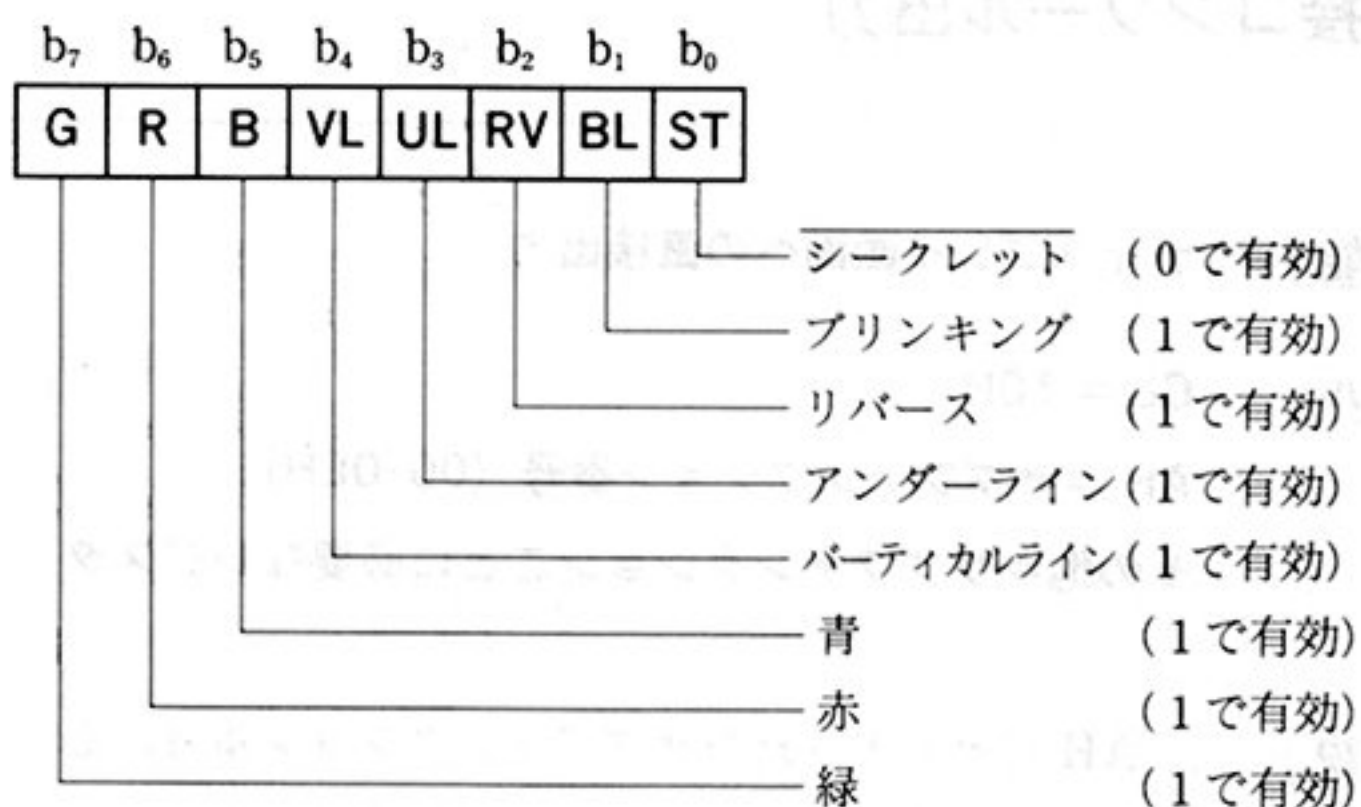 b₇ b₆ b₅ b₄ b₃ b₂ b₁ b₀
G R B VL UL RV BL ST
シークレット (0で有効)
ブリンキング (1で有効)
リバース (1で有効)
アンダーライン(1で有効)
バーティカルライン(1で有効)
青 (1で有効)
赤 (1で有効)
緑 (1で有効)